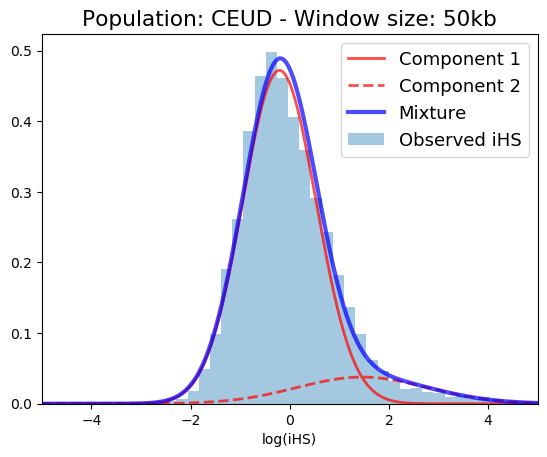 Population: CEUD - Window size: 50kb
Component 1
Component 2
Mixture
Observed iHS
0.5
0.4
0.3
0.2
0.1
0.0
−4 −2 0 2 4
log(iHS)